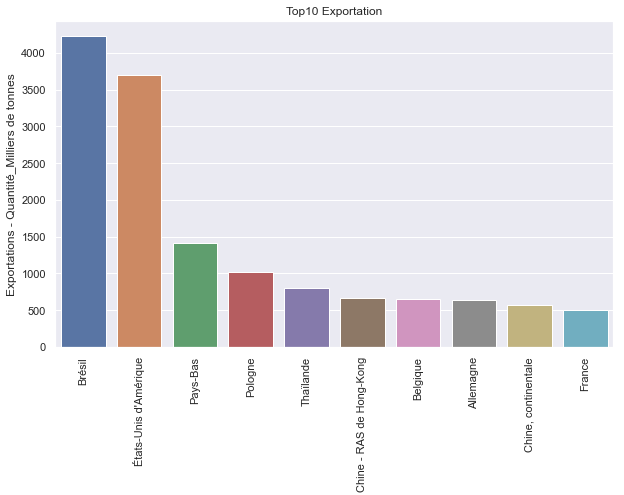 Top10 Exportation
Exportations - Quantité_Milliers de tonnes
4000
3500
3000
2500
2000
1500
1000
500
0
Brésil
États-Unis d'Amérique
Pays-Bas
Pologne
Thaïlande
Chine - RAS de Hong-Kong
Belgique
Allemagne
Chine, continentale
France